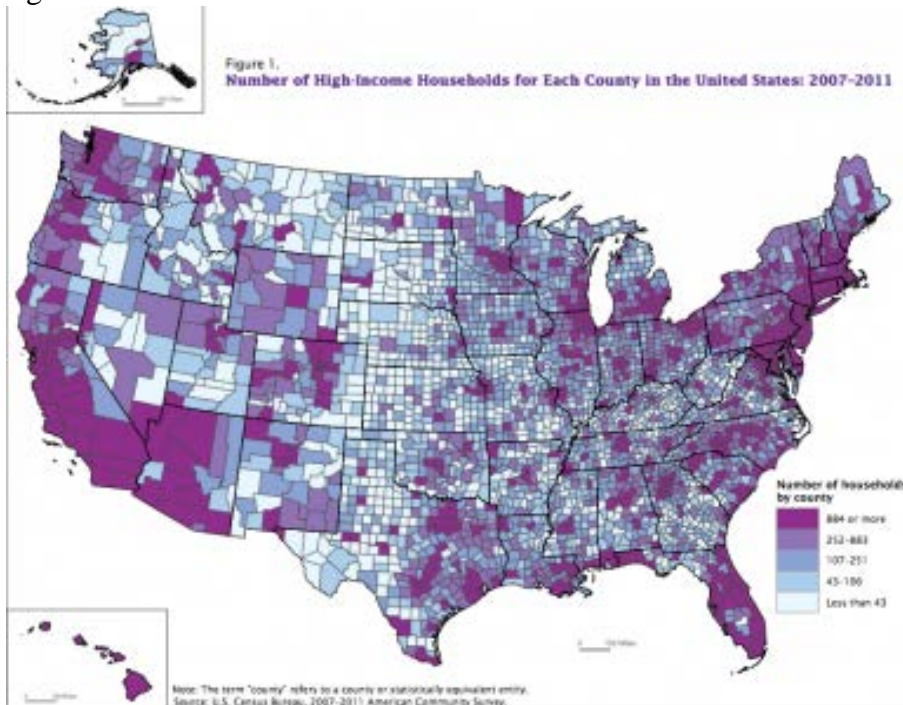 Figure 1.
Number of High-Income Households for Each County in the United States: 2007–2011
Number of households
by county
884 or more
252–883
107–251
43–106
Less than 43
Note: The term "county" refers to a county or statistically equivalent entity.
Source: U.S. Census Bureau, 2007–2011 American Community Survey.